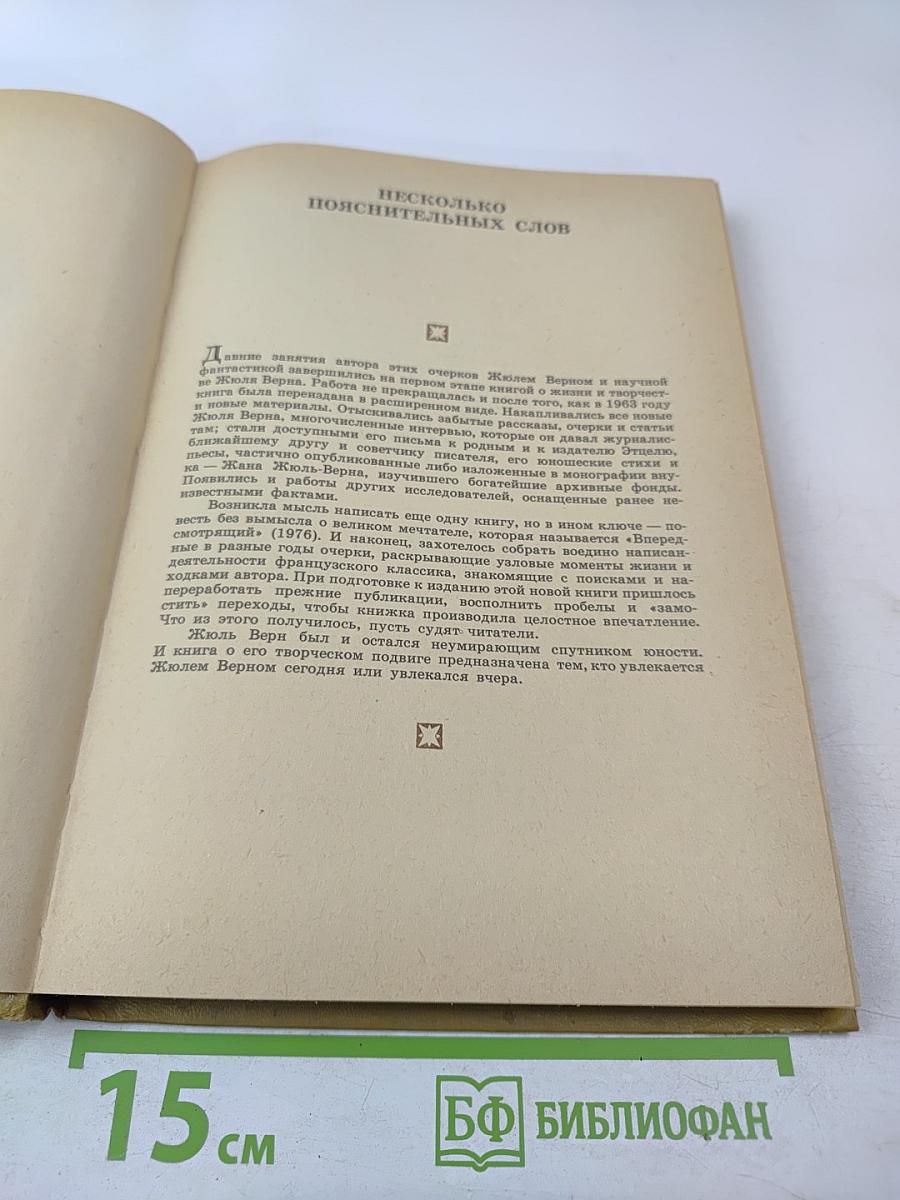 НЕСКОЛЬКО
ПОЯСНИТЕЛЬНЫХ СЛОВ
Давние занятия автора этих очерков Жюлем Верном и научной
фантастикой завершились на первом этапе книгой о жизни и творчест-
ве Жюля Верна. Работа не прекращалась и после того, как в 1963 году
книга была переиздана в расширенном виде. Накапливались все новые
и новые материалы. Отыскивались забытые рассказы, очерки и статьи
Жюля Верна, многочисленные интервью, которые он давал журналис-
там; стали доступными его письма к родным и к издателю Этцелю,
ближайшему другу и советчику писателя, его юношеские стихи и
пьесы, частично опубликованные либо изложенные в монографии вну-
ка — Жана Жюль-Верна, изучившего богатейшие архивные фонды.
Появились и работы других исследователей, оснащенные ранее не-
известными фактами.
Возникла мысль написать еще одну книгу, но в ином ключе — по-
весть без вымысла о великом мечтателе, которая называется «Вперед-
смотрящий» (1976). И наконец, захотелось собрать воедино написан-
ные в разные годы очерки, раскрывающие узловые моменты жизни и
деятельности французского классика, знакомящие с поисками и на-
ходками автора. При подготовке к изданию этой новой книги пришлось
переработать прежние публикации, восполнить пробелы и «замо-
стить» переходы, чтобы книжка производила целостное впечатление.
Что из этого получилось, пусть судят читатели.
Жюль Верн был и остался неумирающим спутником юности.
И книга о его творческом подвиге предназначена тем, кто увлекается
Жюлем Верном сегодня или увлекался вчера.
15 см
БФ БИБЛИОФАН